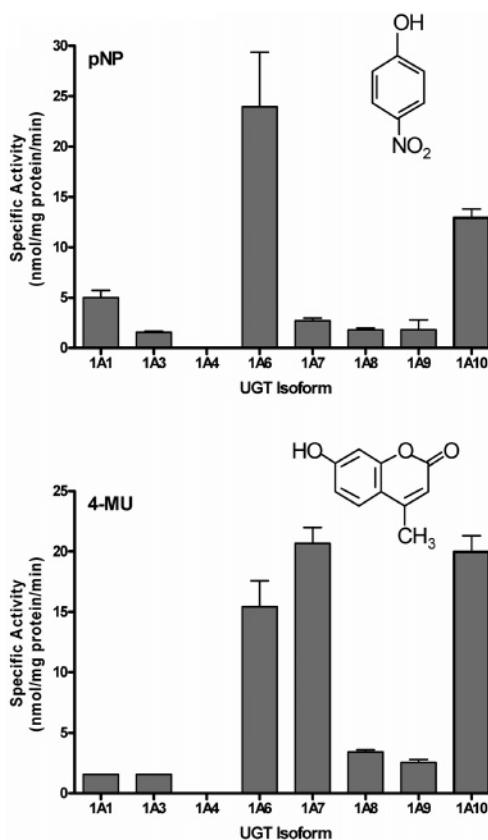 pNP
OH
NO₂
Specific Activity
(nmol/mg protein/min)
30
25
20
15
10
5
0
1A1 1A3 1A4 1A6 1A7 1A8 1A9 1A10
UGT Isoform
4-MU
HO O O
CH₃
Specific Activity
(nmol/mg protein/min)
25
20
15
10
5
0
1A1 1A3 1A4 1A6 1A7 1A8 1A9 1A10
UGT Isoform